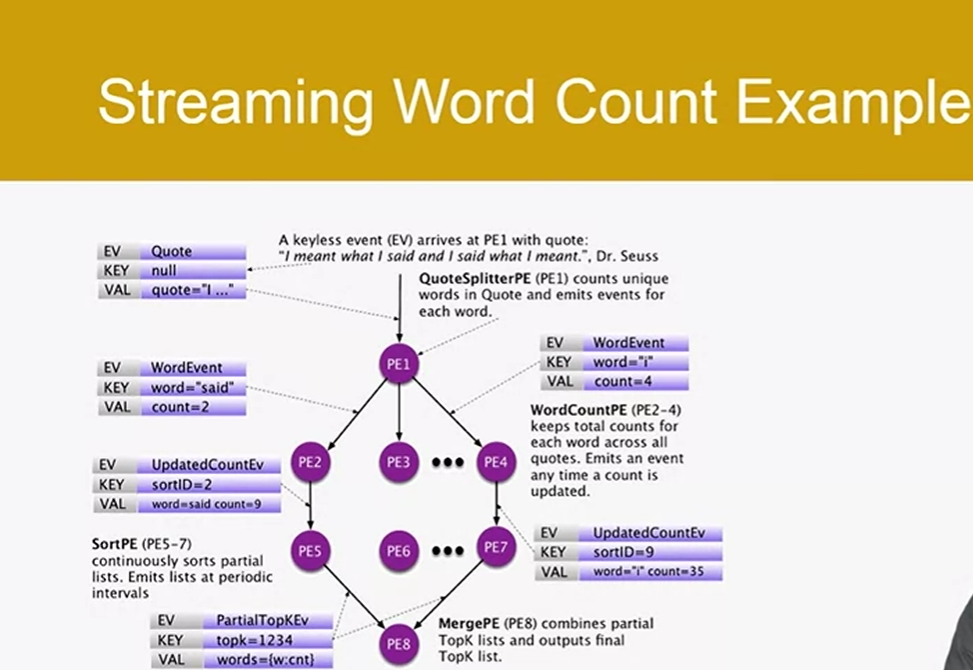 Streaming Word Count Example
A keyless event (EV) arrives at PE1 with quote:
"I meant what I said and I said what I meant.", Dr. Seuss
EV Quote
KEY null
VAL quote="I ..."
QuoteSplitterPE (PE1) counts unique
words in Quote and emits events for
each word.
PE1
EV WordEvent
KEY word="said"
VAL count=2
EV WordEvent
KEY word="i"
VAL count=4
WordCountPE (PE2-4)
keeps total counts for
each word across all
quotes. Emits an event
any time a count is
updated.
PE2 PE3 PE4
EV UpdatedCountEv
KEY sortID=2
VAL word=said count=9
EV UpdatedCountEv
KEY sortID=9
VAL word="i" count=35
PE5 PE6 PE7
SortPE (PE5-7)
continuously sorts partial
lists. Emits lists at periodic
intervals
EV PartialTopKEv
KEY topk=1234
VAL words={w:cnt}
PE8
MergePE (PE8) combines partial
TopK lists and outputs final
TopK list.